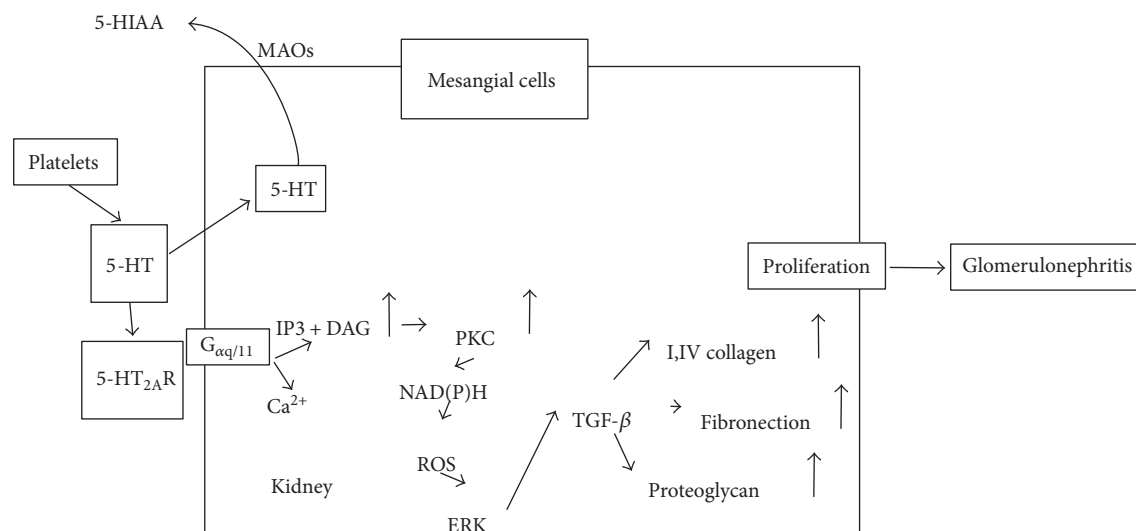 5-HIAA
MAOs
Mesangial cells
Platelets
5-HT
5-HT
Proliferation
Glomerulonephritis
IP3 + DAG
PKC
Gαq/11
I,IV collagen
5-HT2AR
NAD(P)H
Ca2+
TGF-β
Fibronection
ROS
Kidney
Proteoglycan
ERK